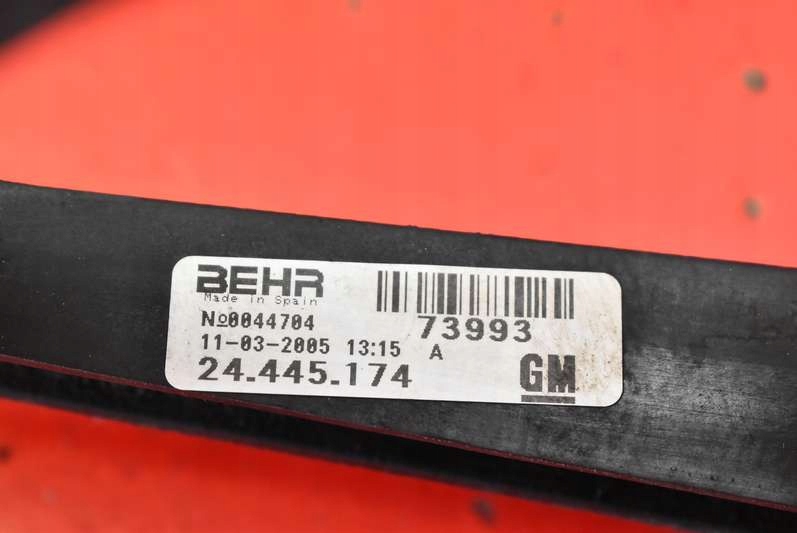 BEHR
Made in Spain
№0044704
73993
11-03-2005 13:15 A
24.445.174
GM